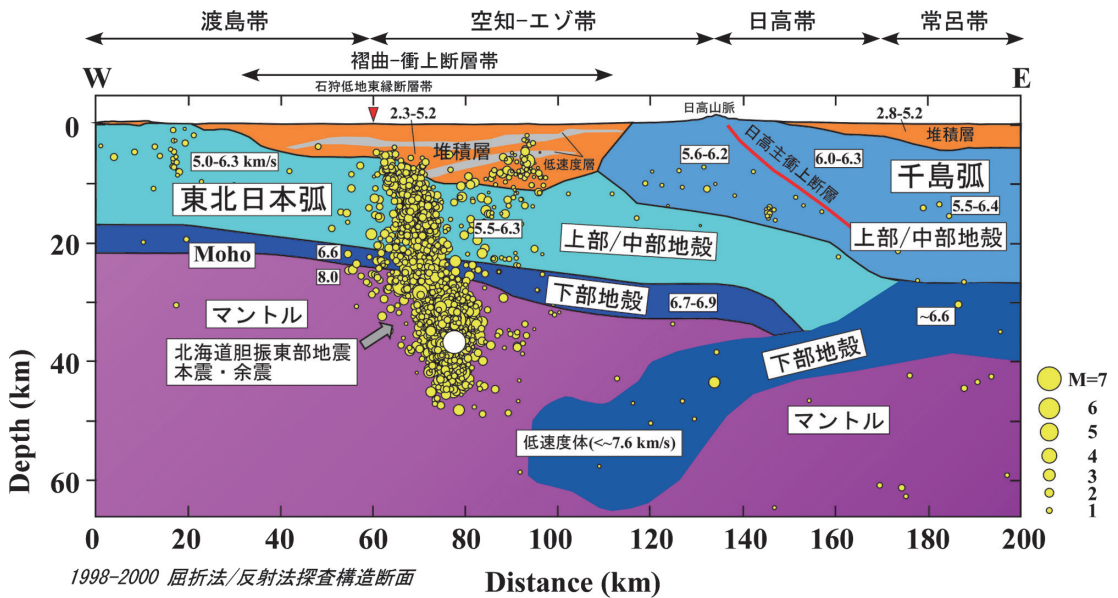 渡島帯
空知-エゾ帯
日高帯
常呂帯
褶曲-衝上断層帯
W
石狩低地東縁断層帯
E
日高山脈
2.3-5.2
2.8-5.2
堆積層
堆積層
低速度層
5.0-6.3 km/s
5.6-6.2
日高主衝上断層
6.0-6.3
千島弧
東北日本弧
5.5-6.4
5.5-6.3
上部/中部地殻
上部/中部地殻
Moho
6.6
8.0
下部地殻
6.7-6.9
~6.6
マントル
北海道胆振東部地震
本震・余震
下部地殻
マントル
低速度体(<~7.6 km/s)
0
20
40
60
Depth (km)
M=7
6
5
4
3
2
1
0 20 40 60 80 100 120 140 160 180 200
1998-2000 屈折法/反射法探査構造断面
Distance (km)